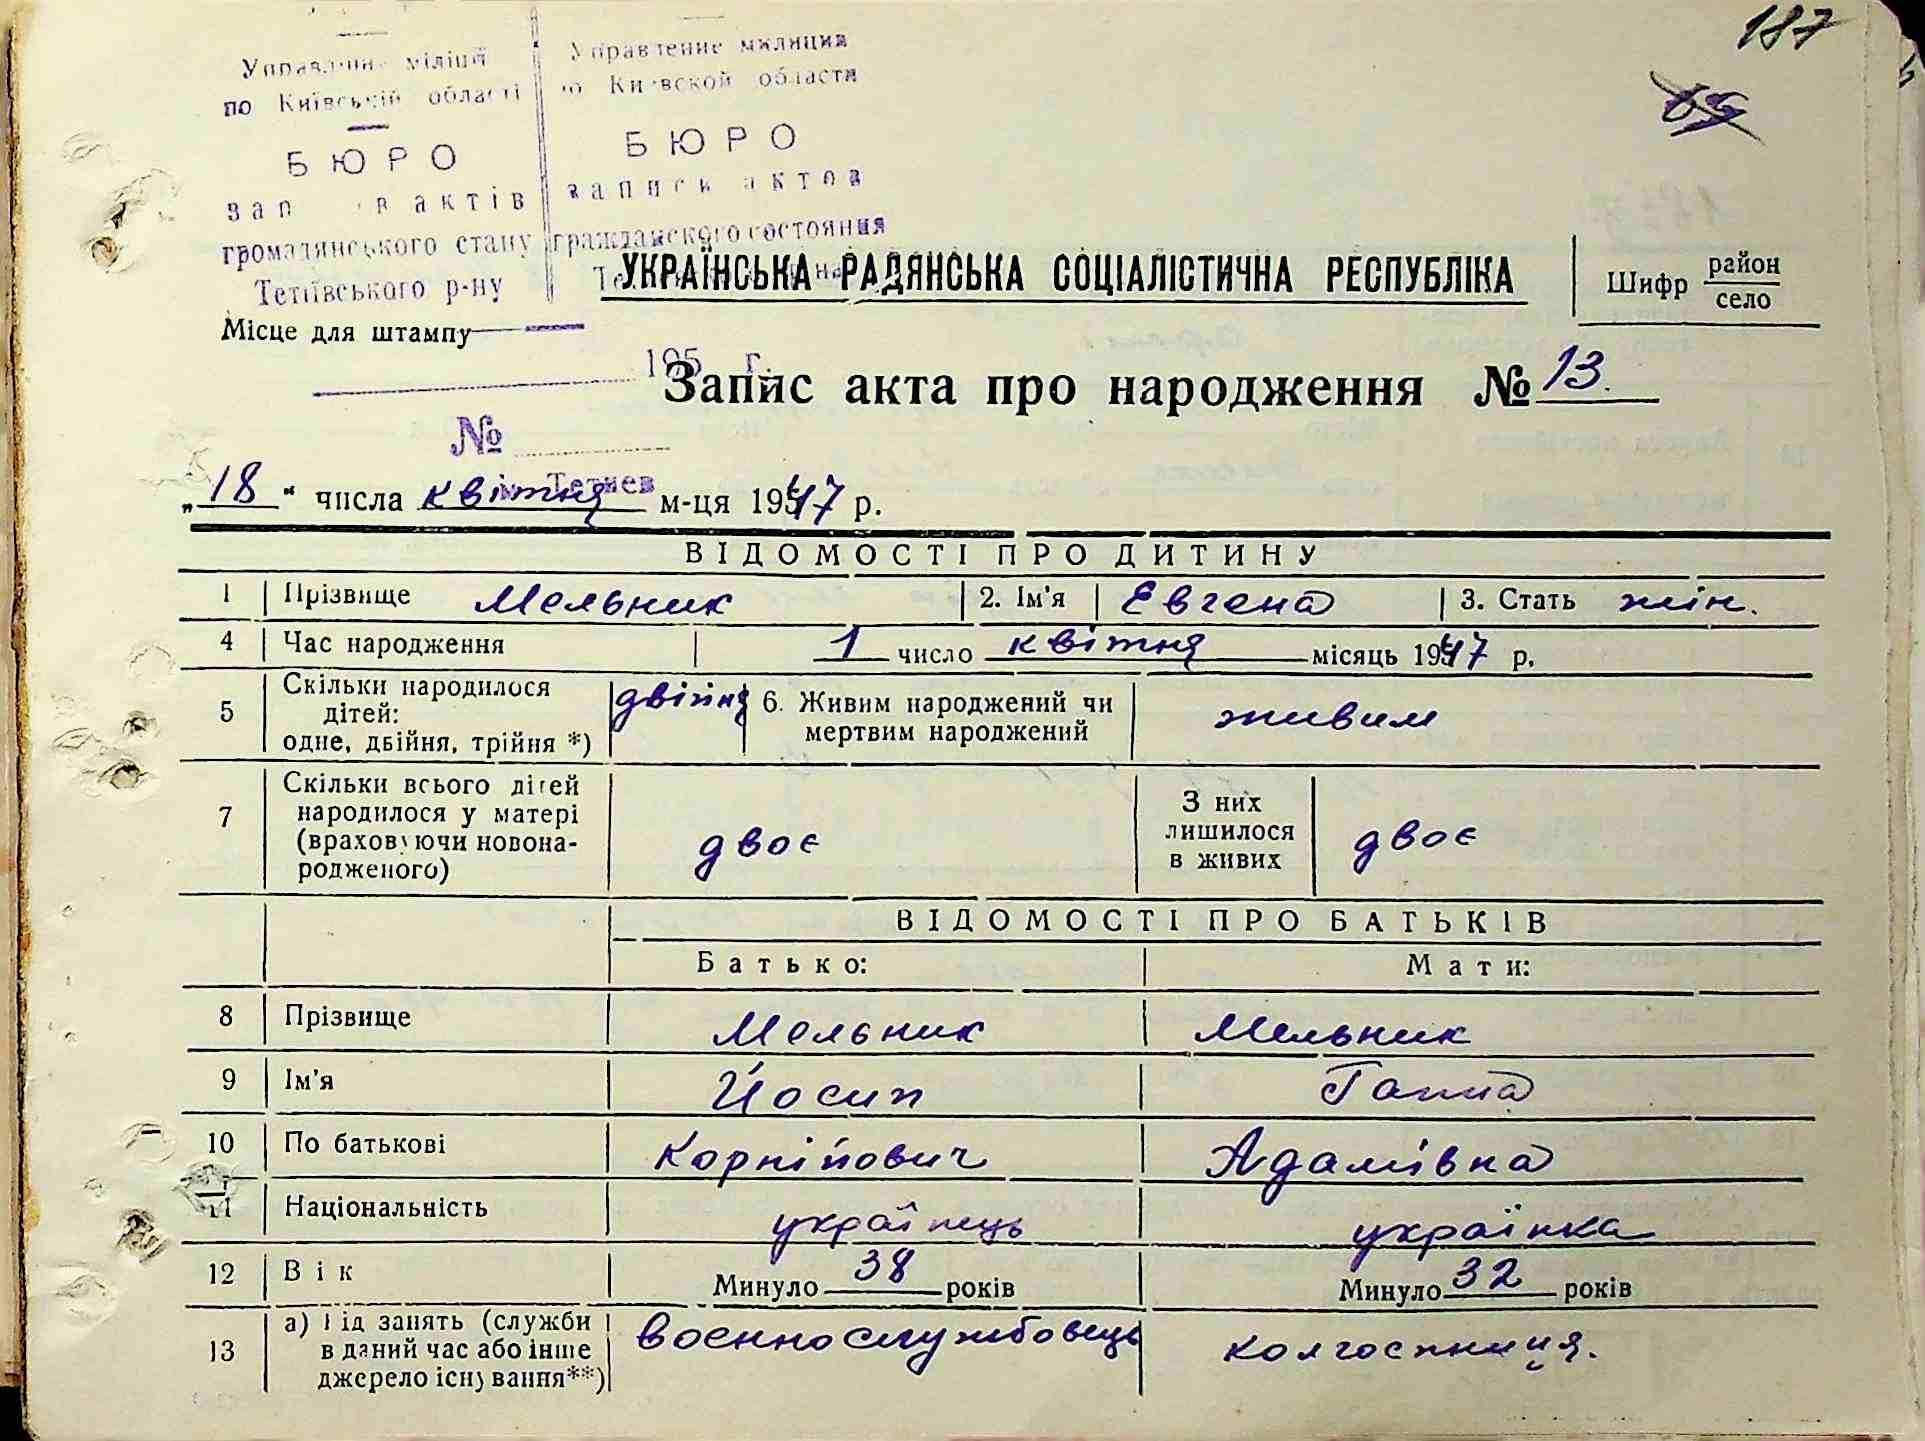 187
65
Управление милиции
по Київській області
по Киевской области
БЮРО
БЮРО
актів
записи актов
громадянського стану
гражданского состояния
Тетіївського р-ну
УКРАЇНСЬКА РАДЯНСЬКА СОЦІАЛІСТИЧНА РЕСПУБЛІКА
Шифр район
село
Місце для штампу
195 г.
Запис акта про народження № 13.
№
м. Тетиев
„18“ числа квітня м-ця 1947 р.
ВІДОМОСТІ ПРО ДИТИНУ
1 Прізвище Мельник 2. Ім'я Євгена 3. Стать жін.
4 Час народження 1 число квітня місяць 1947 р.
5 Скільки народилося дітей: одне, двійня, трійня *) двійня 6. Живим народжений чи мертвим народжений живим
7 Скільки всього дітей народилося у матері (враховуючи новонародженого) двоє З них лишилося в живих двоє
ВІДОМОСТІ ПРО БАТЬКІВ
Батько: Мати:
8 Прізвище Мельник Мельник
9 Ім'я Йосип Ганна
10 По батькові Корнійович Адамівна
11 Національність українець українка
12 Вік Минуло 38 років Минуло 32 років
13 а) Під занять (служби в даний час або інше джерело існування**) военнослужбовець колгоспниця.